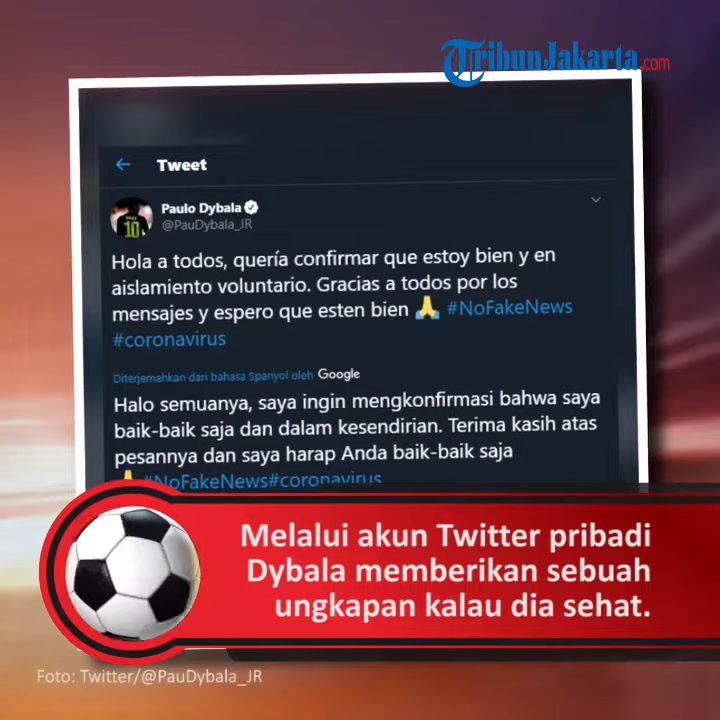 TribunJakarta.com
← Tweet
Paulo Dybala
@PauDybala_JR
Hola a todos, quería confirmar que estoy bien y en
aislamiento voluntario. Gracias a todos por los
mensajes y espero que esten bien 🙏 #NoFakeNews
#coronavirus
Diterjemahkan dari bahasa Spanyol oleh Google
Halo semuanya, saya ingin mengkonfirmasi bahwa saya
baik-baik saja dan dalam kesendirian. Terima kasih atas
pesannya dan saya harap Anda baik-baik saja
🙏 #NoFakeNews#coronavirus
Melalui akun Twitter pribadi
Dybala memberikan sebuah
ungkapan kalau dia sehat.
Foto: Twitter/@PauDybala_JR